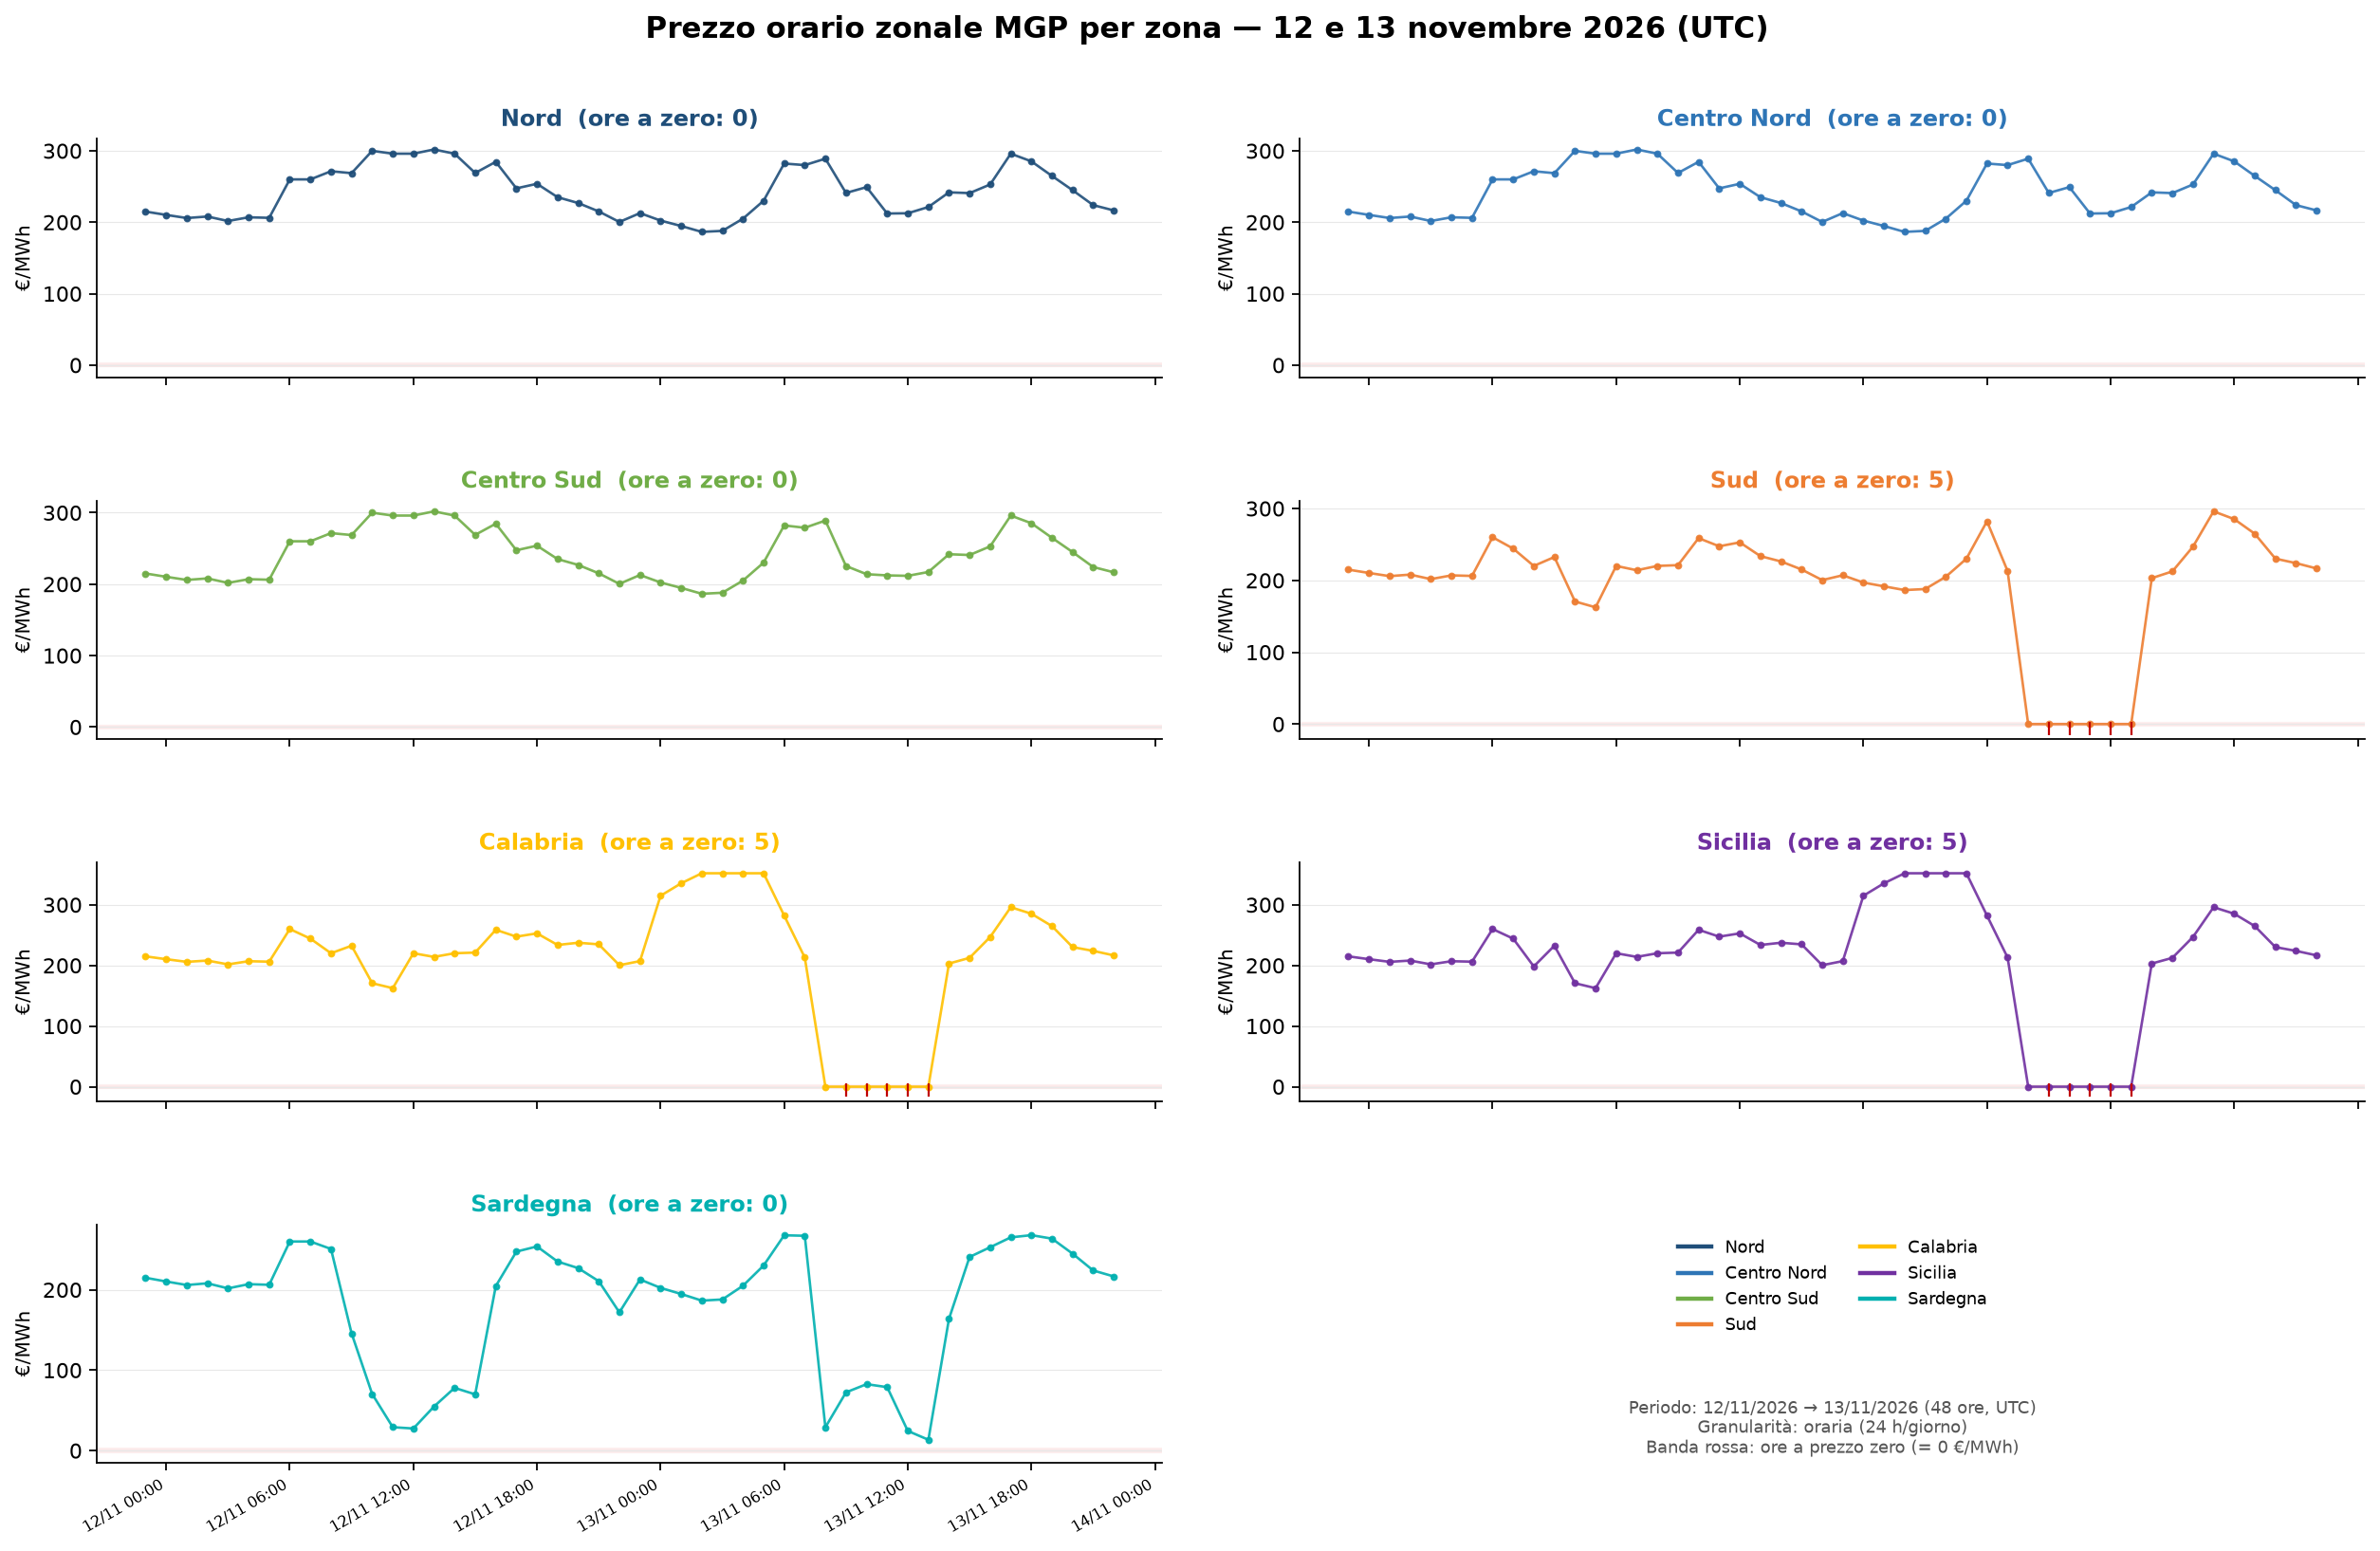 Prezzo orario zonale MGP per zona — 12 e 13 novembre 2026 (UTC)
Nord  (ore a zero: 0)
€/MWh
300
200
100
0
Centro Nord  (ore a zero: 0)
€/MWh
300
200
100
0
Centro Sud  (ore a zero: 0)
€/MWh
300
200
100
0
Sud  (ore a zero: 5)
€/MWh
300
200
100
0
Calabria  (ore a zero: 5)
€/MWh
300
200
100
0
Sicilia  (ore a zero: 5)
€/MWh
300
200
100
0
Sardegna  (ore a zero: 0)
€/MWh
200
100
0
12/11 00:00
12/11 06:00
12/11 12:00
12/11 18:00
13/11 00:00
13/11 06:00
13/11 12:00
13/11 18:00
14/11 00:00
Nord
Centro Nord
Centro Sud
Sud
Calabria
Sicilia
Sardegna
Periodo: 12/11/2026 → 13/11/2026 (48 ore, UTC)
Granularità: oraria (24 h/giorno)
Banda rossa: ore a prezzo zero (= 0 €/MWh)